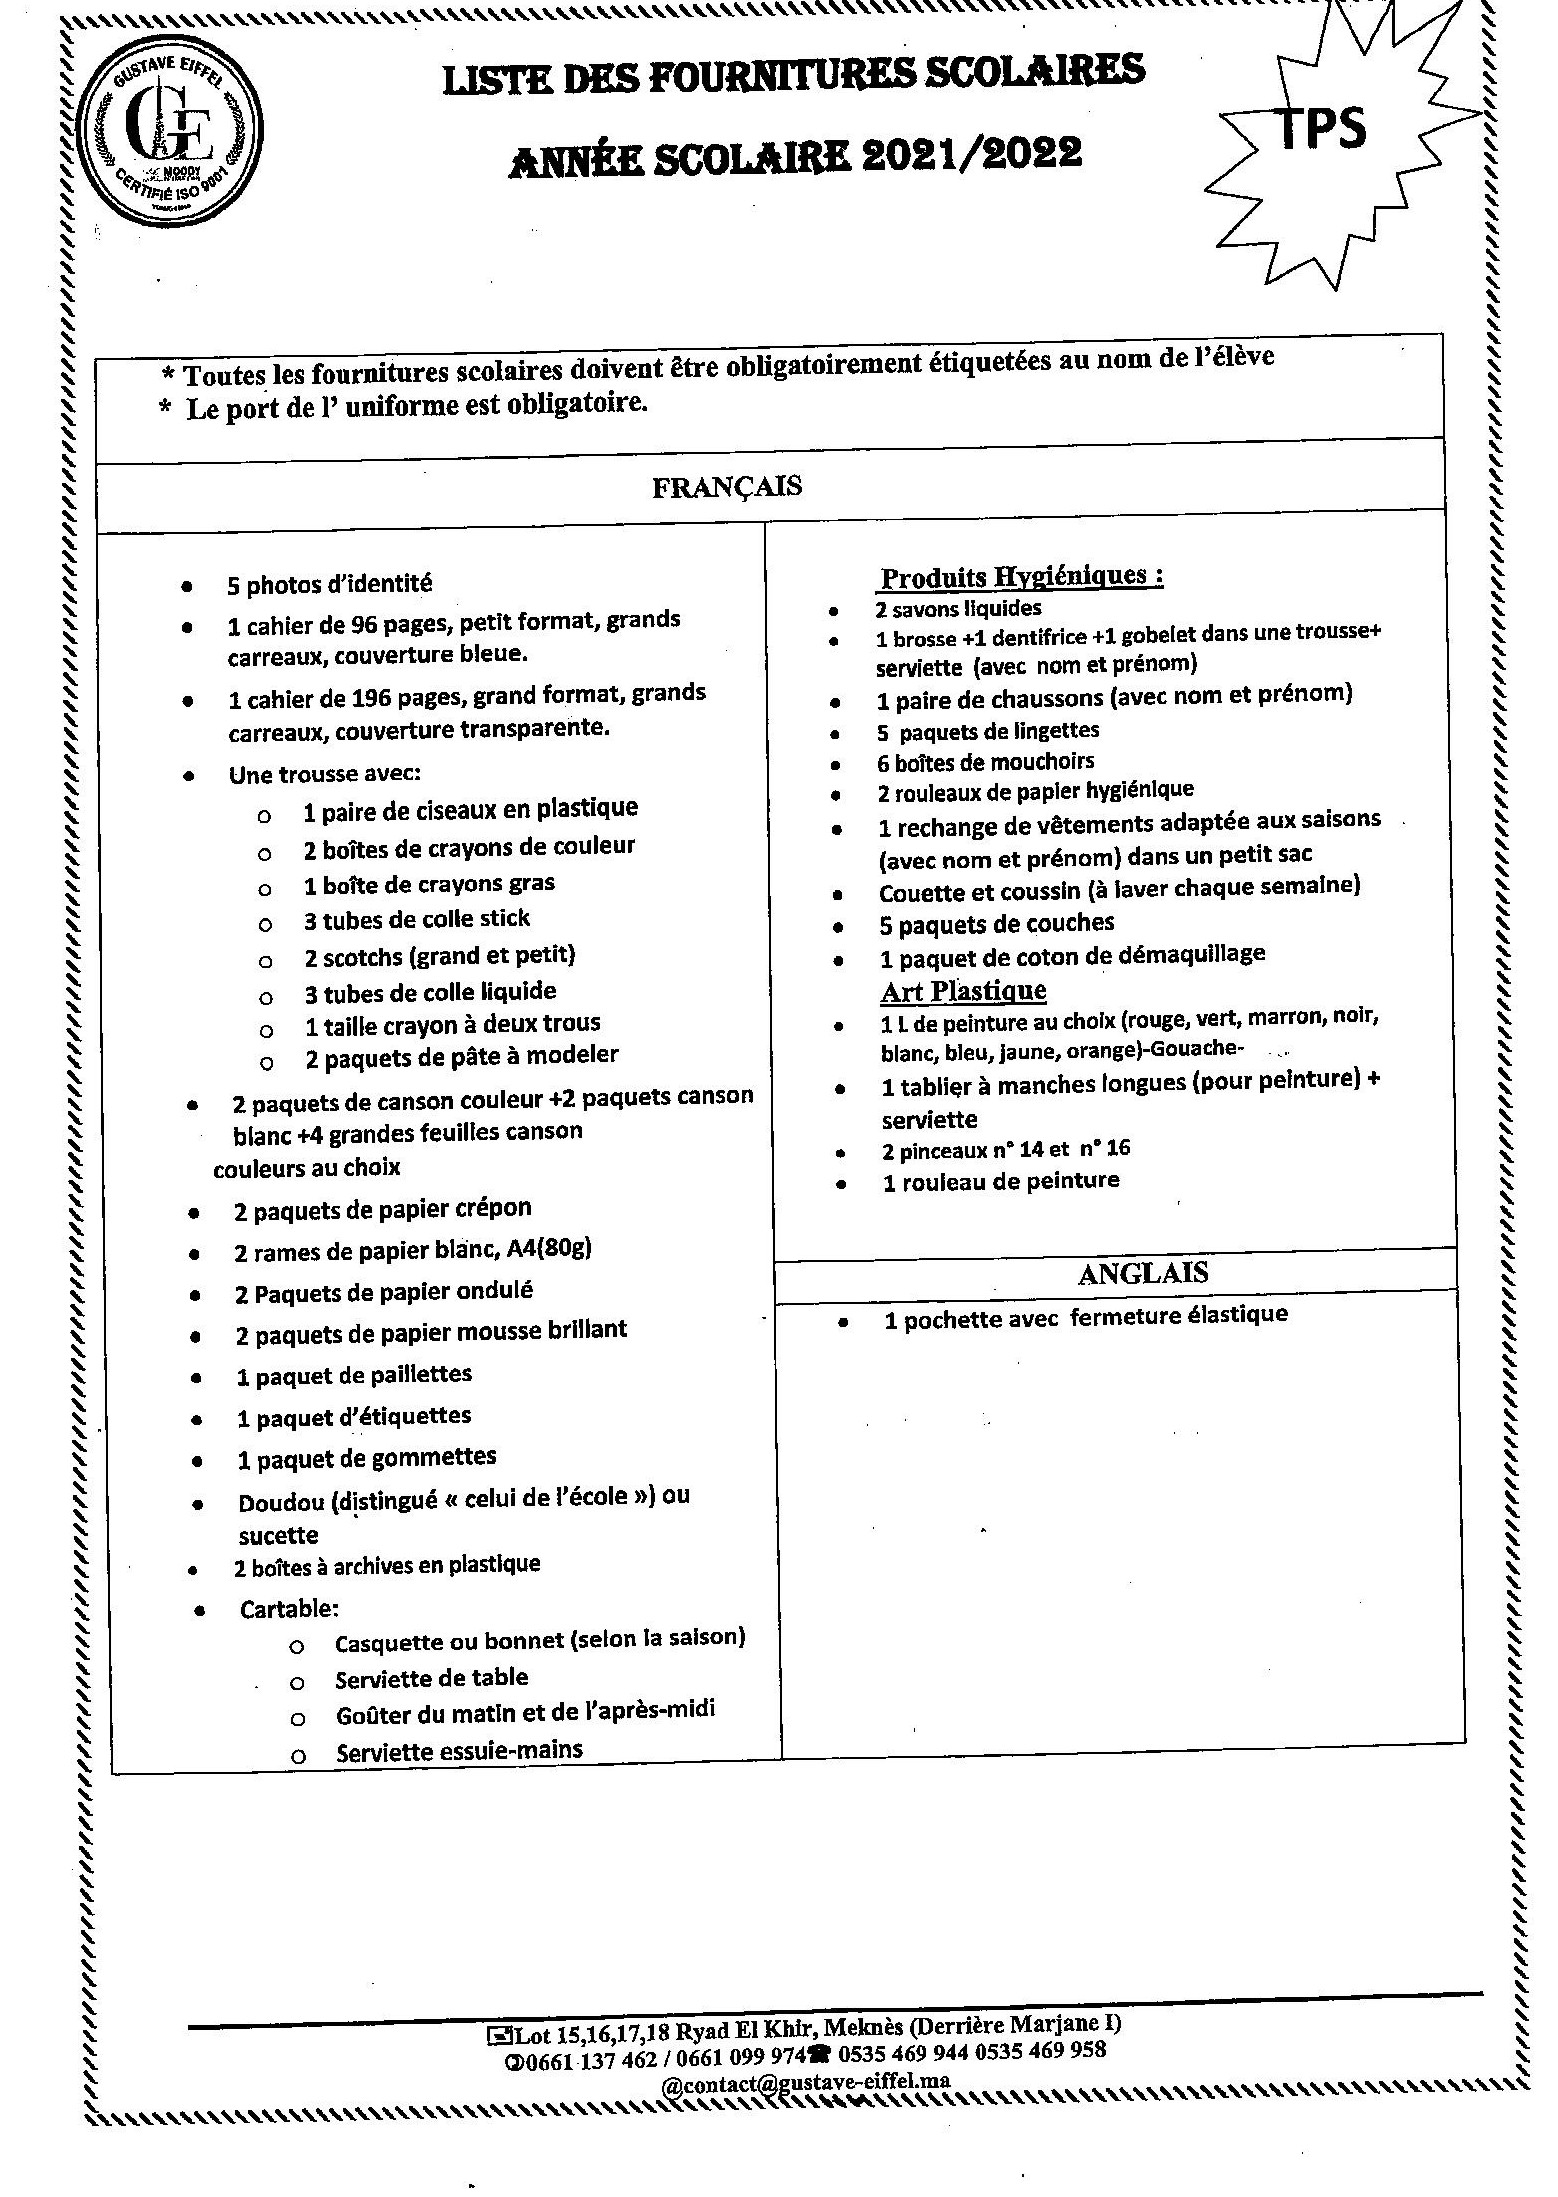 GUSTAVE EIFFEL
GE
MOODY
CERTIFIÉ ISO 9001
LISTE DES FOURNITURES SCOLAIRES
ANNÉE SCOLAIRE 2021/2022
TPS
* Toutes les fournitures scolaires doivent être obligatoirement étiquetées au nom de l'élève
* Le port de l' uniforme est obligatoire.
FRANÇAIS
• 5 photos d'identité
• 1 cahier de 96 pages, petit format, grands
carreaux, couverture bleue.
• 1 cahier de 196 pages, grand format, grands
carreaux, couverture transparente.
• Une trousse avec:
o 1 paire de ciseaux en plastique
o 2 boîtes de crayons de couleur
o 1 boîte de crayons gras
o 3 tubes de colle stick
o 2 scotchs (grand et petit)
o 3 tubes de colle liquide
o 1 taille crayon à deux trous
o 2 paquets de pâte à modeler
• 2 paquets de canson couleur +2 paquets canson
blanc +4 grandes feuilles canson
couleurs au choix
• 2 paquets de papier crépon
• 2 rames de papier blanc, A4(80g)
• 2 Paquets de papier ondulé
• 2 paquets de papier mousse brillant
• 1 paquet de paillettes
• 1 paquet d'étiquettes
• 1 paquet de gommettes
• Doudou (distingué « celui de l'école ») ou
sucette
• 2 boîtes à archives en plastique
• Cartable:
o Casquette ou bonnet (selon la saison)
o Serviette de table
o Goûter du matin et de l'après-midi
o Serviette essuie-mains
Produits Hygiéniques :
• 2 savons liquides
• 1 brosse +1 dentifrice +1 gobelet dans une trousse+
serviette (avec nom et prénom)
• 1 paire de chaussons (avec nom et prénom)
• 5 paquets de lingettes
• 6 boîtes de mouchoirs
• 2 rouleaux de papier hygiénique
• 1 rechange de vêtements adaptée aux saisons
(avec nom et prénom) dans un petit sac
• Couette et coussin (à laver chaque semaine)
• 5 paquets de couches
• 1 paquet de coton de démaquillage
Art Plastique
• 1 L de peinture au choix (rouge, vert, marron, noir,
blanc, bleu, jaune, orange)-Gouache-
• 1 tablier à manches longues (pour peinture) +
serviette
• 2 pinceaux n° 14 et n° 16
• 1 rouleau de peinture
ANGLAIS
• 1 pochette avec fermeture élastique
Lot 15,16,17,18 Ryad El Khir, Meknès (Derrière Marjane I)
0661 137 462 / 0661 099 974☎ 0535 469 944 0535 469 958
@contact@gustave-eiffel.ma